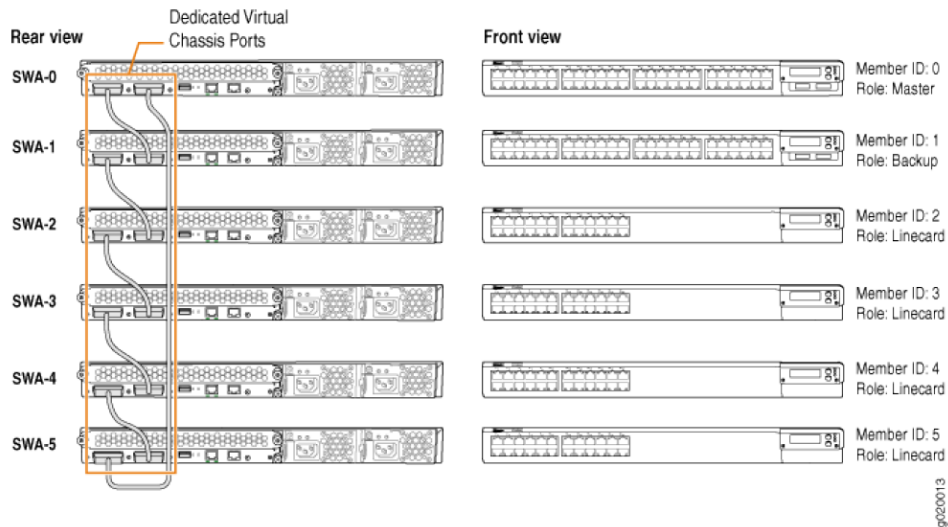 Dedicated Virtual
Chassis Ports
Rear view
Front view
SWA-0
Member ID: 0
Role: Master
SWA-1
Member ID: 1
Role: Backup
SWA-2
Member ID: 2
Role: Linecard
SWA-3
Member ID: 3
Role: Linecard
SWA-4
Member ID: 4
Role: Linecard
SWA-5
Member ID: 5
Role: Linecard
g020013